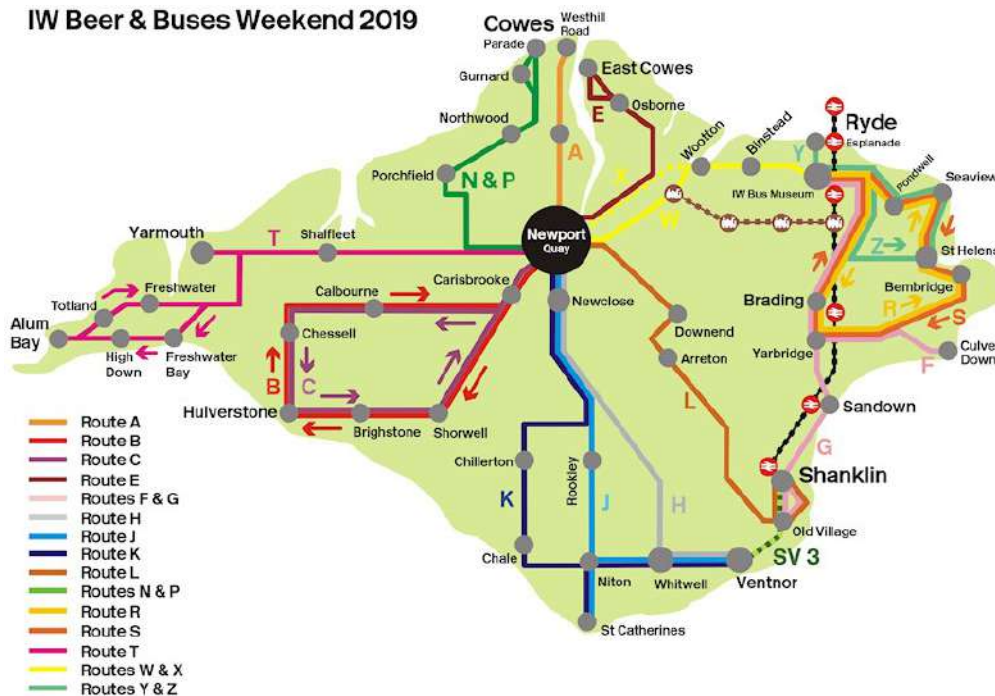 IW Beer & Buses Weekend 2019
Cowes
Parade
Westhill
Road
Gurnard
East Cowes
Osborne
E
Northwood
A
Porchfield
N & P
Wootton
Binstead
Y
Ryde
Esplanade
X
W
IW Bus Museum
Pondwell
Seaview
Z
St Helens
Newport
Quay
Yarmouth
T
Shalfleet
Carisbrooke
Calbourne
Newclose
Bembridge
Brading
R
S
Totland
Freshwater
Alum
Bay
High
Down
Freshwater
Bay
Chessell
B
C
Downend
Arreton
Yarbridge
Culver
Down
F
Hulverstone
Brighstone
Shorwell
L
Sandown
G
Chillerton
Rookley
Shanklin
K
J
H
Old Village
SV 3
Chale
Niton
Whitwell
Ventnor
St Catherines
Route A
Route B
Route C
Route E
Routes F & G
Route H
Route J
Route K
Route L
Routes N & P
Route R
Route S
Route T
Routes W & X
Routes Y & Z